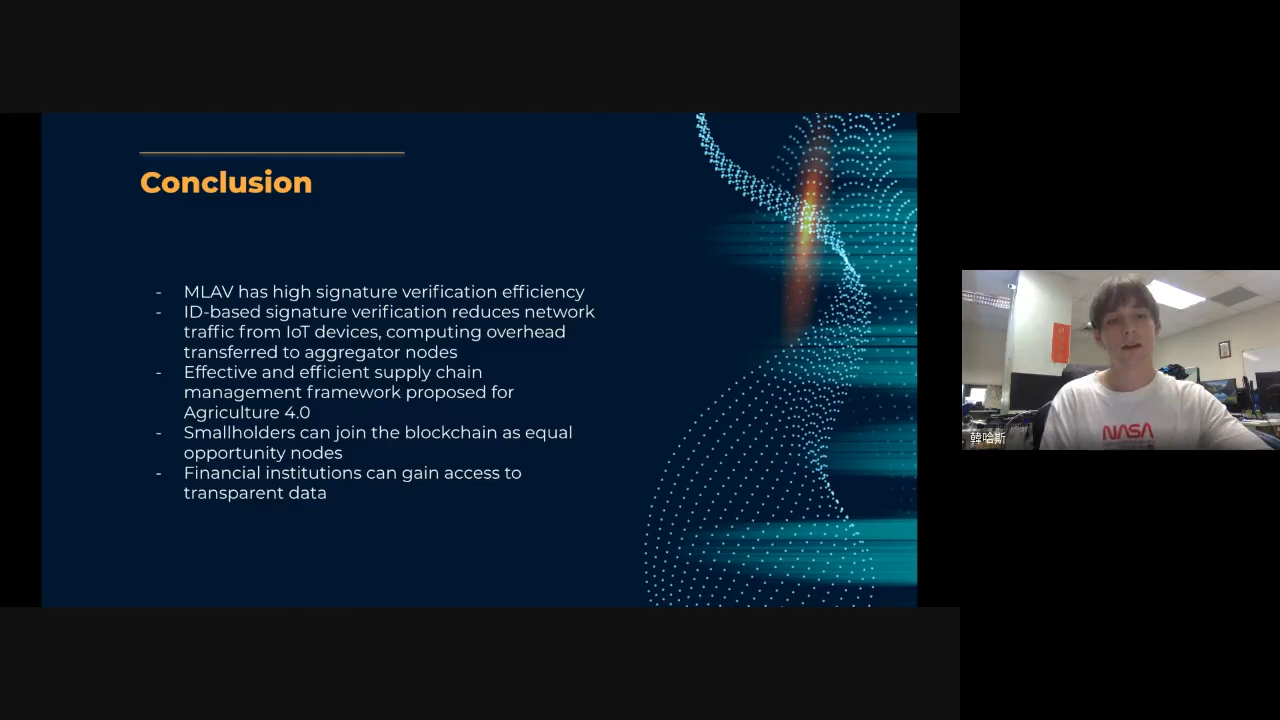 Conclusion
- MLAV has high signature verification efficiency
- ID-based signature verification reduces network
traffic from IoT devices, computing overhead
transferred to aggregator nodes
- Effective and efficient supply chain
management framework proposed for
Agriculture 4.0
- Smallholders can join the blockchain as equal
opportunity nodes
- Financial institutions can gain access to
transparent data
NASA
韓哈斯